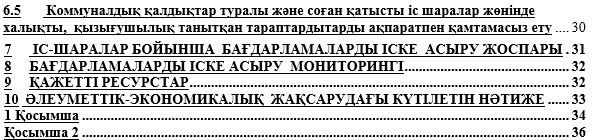 6.5 Коммуналдық қалдықтар туралы және соған қатысты іс шаралар жөнінде
халықты, қызығушылық танытқан тараптардытарды ақпаратпен қамтамасыз ету .... 30
7 ІС-ШАРАЛАР БОЙЫНША БАҒДАРЛАМАЛАРДЫ ІСКЕ АСЫРУ ЖОСПАРЫ . 31
8 БАҒДАРЛАМАЛАРДЫ ІСКЕ АСЫРУ МОНИТОРИНГІ ........ 32
9 ҚАЖЕТТІ РЕСУРСТАР ........ 32
10 ӘЛЕУМЕТТІК-ЭКОНОМИКАЛЫҚ ЖАҚСАРУДАҒЫ КҮТІЛЕТІН НӘТИЖЕ ........ 33
1 Қосымша ........ 34
Қосымша 2 ........ 36